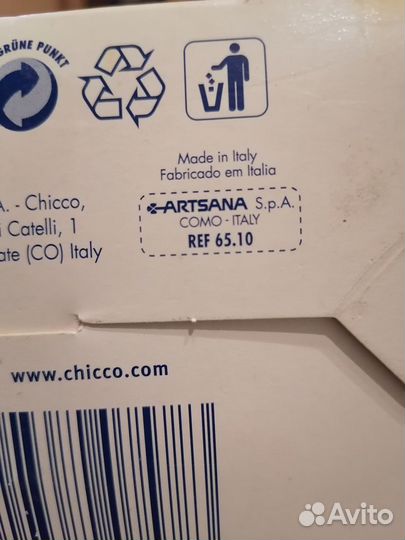 GRÜNE PUNKT
Made in Italy
Fabricado em Italia
A. - Chicco,
i Catelli, 1
ate (CO) Italy
ARTSANA S.p.A.
COMO - ITALY
REF 65.10
www.chicco.com
Avito